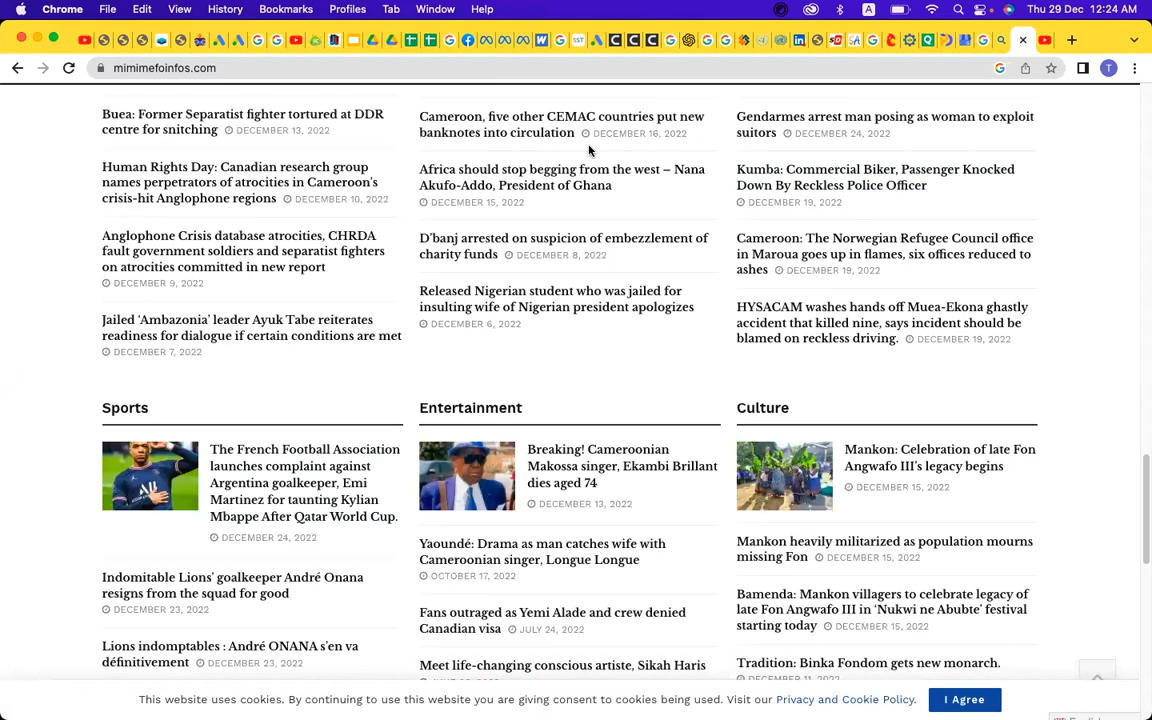 Chrome File Edit View History Bookmarks Profiles Tab Window Help
A
Thu 29 Dec 12:24 AM
mimimefoinfos.com
T
Buea: Former Separatist fighter tortured at DDR
centre for snitching DECEMBER 13, 2022
Human Rights Day: Canadian research group
names perpetrators of atrocities in Cameroon's
crisis-hit Anglophone regions DECEMBER 10, 2022
Anglophone Crisis database atrocities, CHRDA
fault government soldiers and separatist fighters
on atrocities committed in new report
DECEMBER 9, 2022
Jailed ‘Ambazonia’ leader Ayuk Tabe reiterates
readiness for dialogue if certain conditions are met
DECEMBER 7, 2022
Cameroon, five other CEMAC countries put new
banknotes into circulation DECEMBER 16, 2022
Africa should stop begging from the west – Nana
Akufo-Addo, President of Ghana
DECEMBER 15, 2022
D’banj arrested on suspicion of embezzlement of
charity funds DECEMBER 8, 2022
Released Nigerian student who was jailed for
insulting wife of Nigerian president apologizes
DECEMBER 6, 2022
Gendarmes arrest man posing as woman to exploit
suitors DECEMBER 24, 2022
Kumba: Commercial Biker, Passenger Knocked
Down By Reckless Police Officer
DECEMBER 19, 2022
Cameroon: The Norwegian Refugee Council office
in Maroua goes up in flames, six offices reduced to
ashes DECEMBER 19, 2022
HYSACAM washes hands off Muea-Ekona ghastly
accident that killed nine, says incident should be
blamed on reckless driving. DECEMBER 19, 2022
Sports
The French Football Association
launches complaint against
Argentina goalkeeper, Emi
Martinez for taunting Kylian
Mbappe After Qatar World Cup.
DECEMBER 24, 2022
Indomitable Lions’ goalkeeper André Onana
resigns from the squad for good
DECEMBER 23, 2022
Lions indomptables : André ONANA s’en va
définitivement DECEMBER 23, 2022
Entertainment
Breaking! Cameroonian
Makossa singer, Ekambi Brillant
dies aged 74
DECEMBER 13, 2022
Yaoundé: Drama as man catches wife with
Cameroonian singer, Longue Longue
OCTOBER 17, 2022
Fans outraged as Yemi Alade and crew denied
Canadian visa JULY 24, 2022
Meet life-changing conscious artiste, Sikah Haris
Culture
Mankon: Celebration of late Fon
Angwafo III’s legacy begins
DECEMBER 15, 2022
Mankon heavily militarized as population mourns
missing Fon DECEMBER 15, 2022
Bamenda: Mankon villagers to celebrate legacy of
late Fon Angwafo III in ‘Nukwi ne Abubte’ festival
starting today DECEMBER 15, 2022
Tradition: Binka Fondom gets new monarch.
This website uses cookies. By continuing to use this website you are giving consent to cookies being used. Visit our Privacy and Cookie Policy.
I Agree